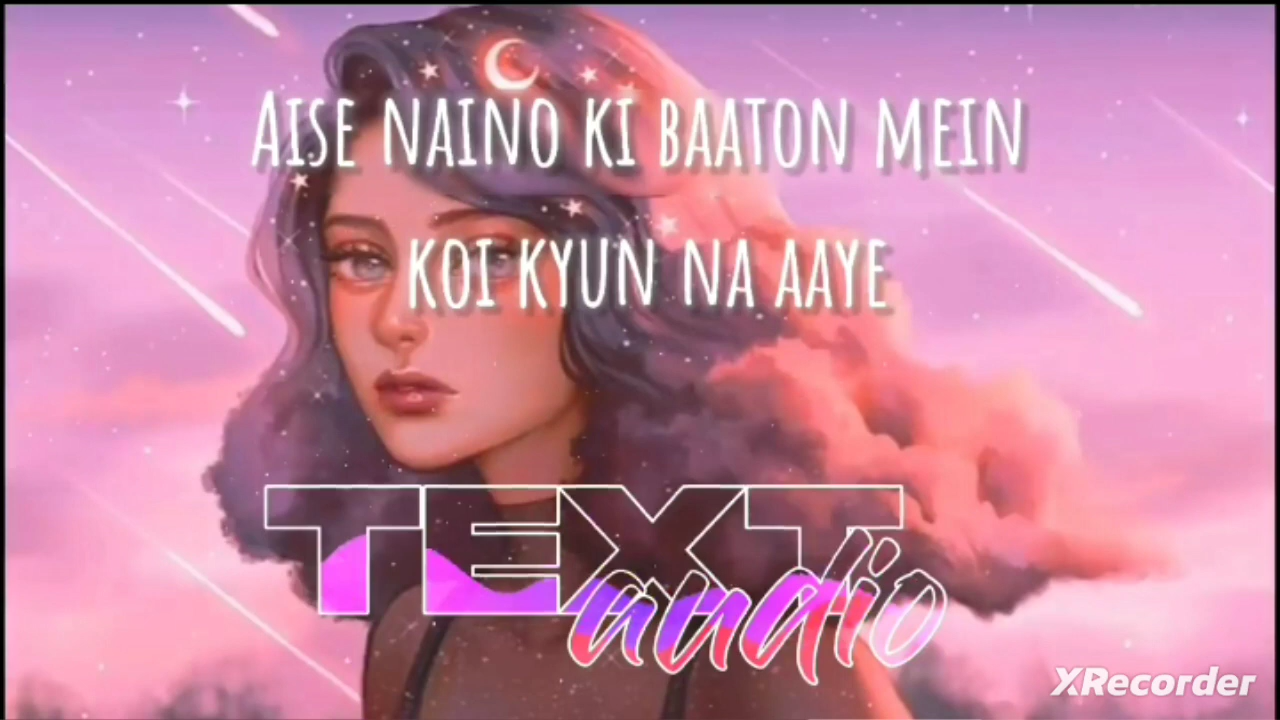 AISE NAINO KI BAATON MEIN
KOI KYUN NA AAYE
TEXT
audio
XRecorder